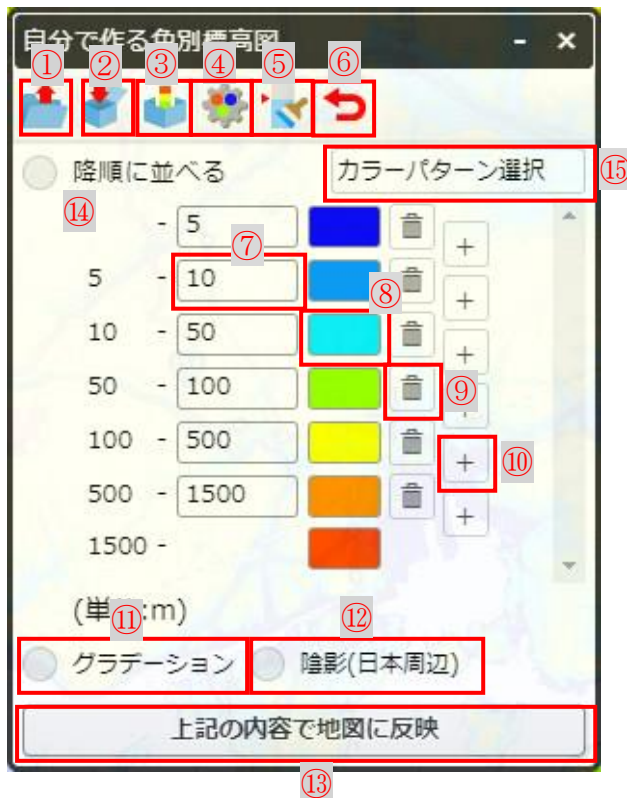 自分で作る色別標高図 - ×
① ② ③ ④ ⑤ ⑥
降順に並べる カラーパターン選択 ⑮
⑭
- 5 +
⑦
5 - 10 +
⑧
10 - 50 +
50 - 100 ⑨ +
100 - 500 + ⑩
500 - 1500 +
1500 -
(単 :m)
⑪ ⑫
グラデーション 陰影(日本周辺)
上記の内容で地図に反映
⑬